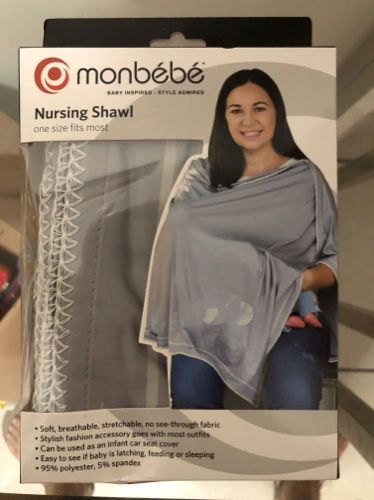 monbébé
BABY INSPIRED - STYLE ADMIRED
Nursing Shawl
one size fits most
• Soft, breathable, stretchable, no see-through fabric
• Stylish fashion accessory goes with most outfits
• Can be used as an infant car seat cover
• Easy to see if baby is latching, feeding or sleeping
• 95% polyester, 5% spandex